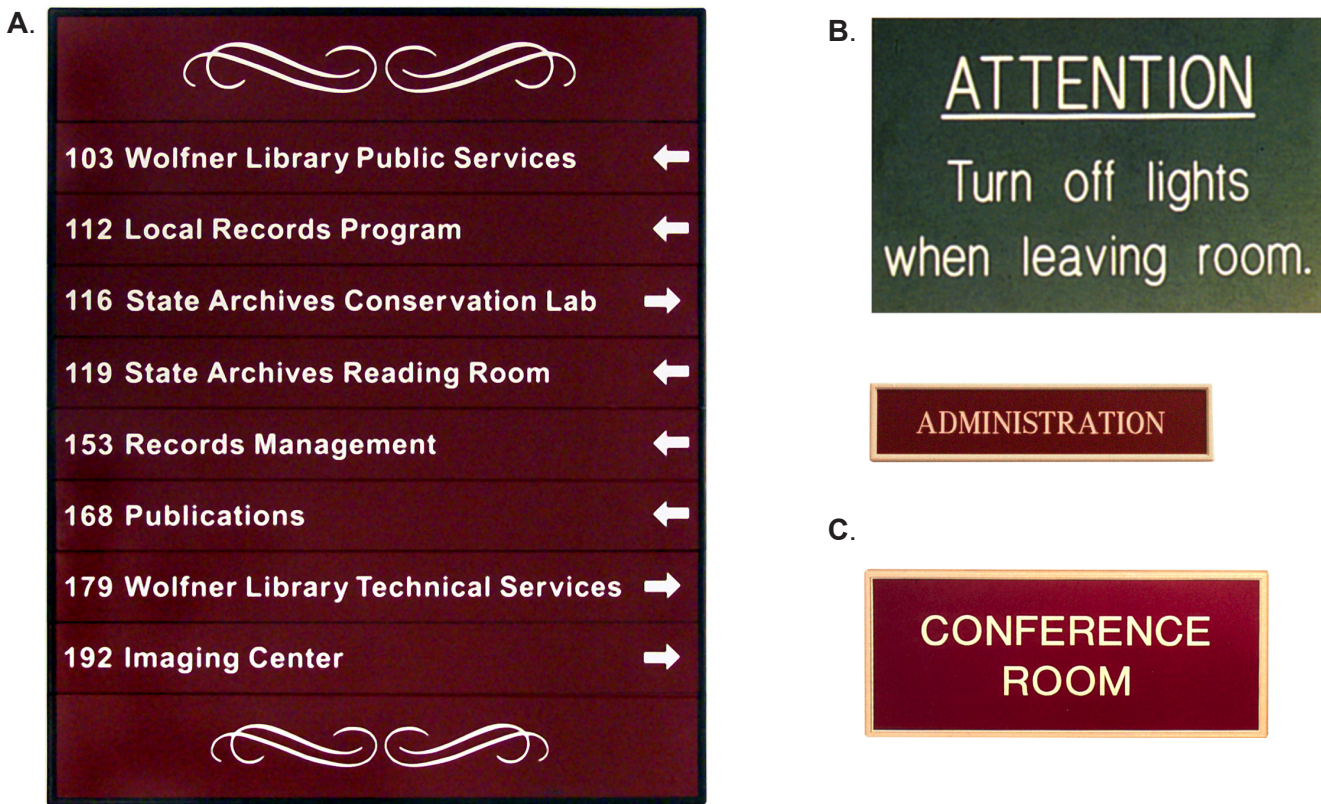 A.
103 Wolfner Library Public Services
112 Local Records Program
116 State Archives Conservation Lab
119 State Archives Reading Room
153 Records Management
168 Publications
179 Wolfner Library Technical Services
192 Imaging Center
B.
ATTENTION
Turn off lights
when leaving room.
ADMINISTRATION
C.
CONFERENCE
ROOM